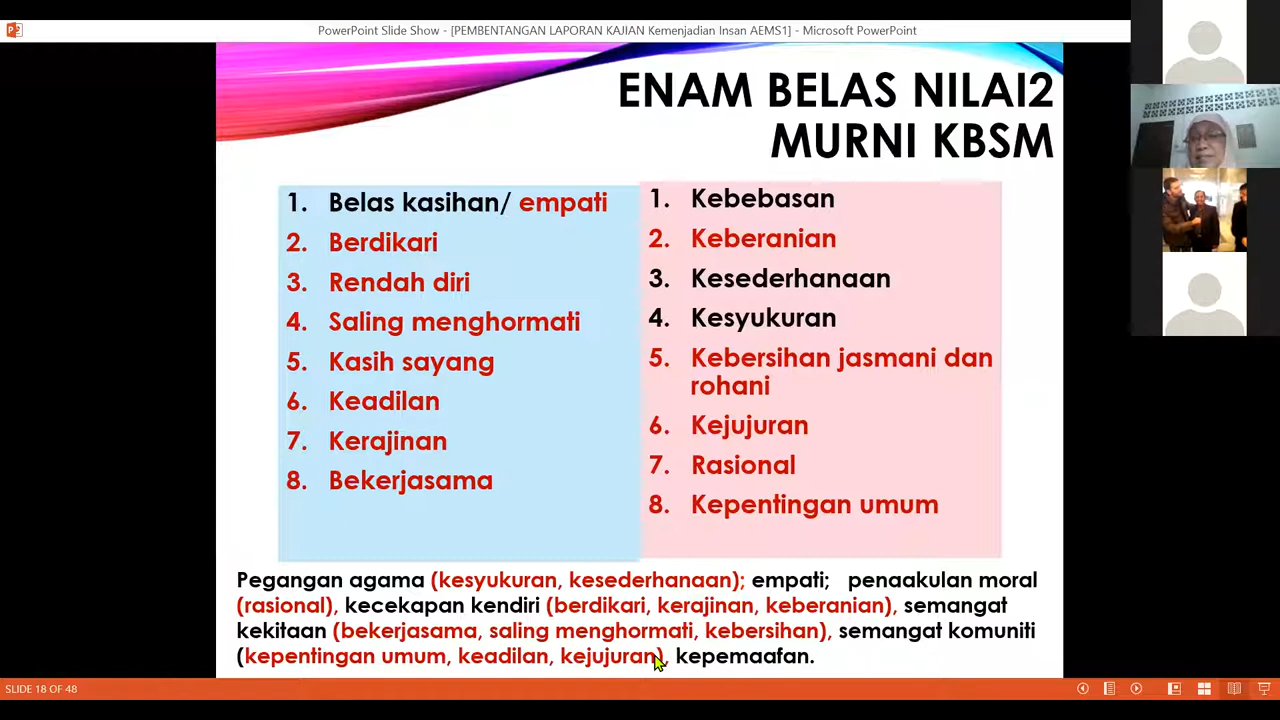 PowerPoint Slide Show - [PEMBENTANGAN LAPORAN KAJIAN Kemenjadian Insan AEMS1] - Microsoft PowerPoint
ENAM BELAS NILAI2
MURNI KBSM
1. Belas kasihan/ empati
2. Berdikari
3. Rendah diri
4. Saling menghormati
5. Kasih sayang
6. Keadilan
7. Kerajinan
8. Bekerjasama
1. Kebebasan
2. Keberanian
3. Kesederhanaan
4. Kesyukuran
5. Kebersihan jasmani dan
rohani
6. Kejujuran
7. Rasional
8. Kepentingan umum
Pegangan agama (kesyukuran, kesederhanaan); empati; penaakulan moral
(rasional), kecekapan kendiri (berdikari, kerajinan, keberanian), semangat
kekitaan (bekerjasama, saling menghormati, kebersihan), semangat komuniti
(kepentingan umum, keadilan, kejujuran), kepemaafan.
SLIDE 18 OF 48